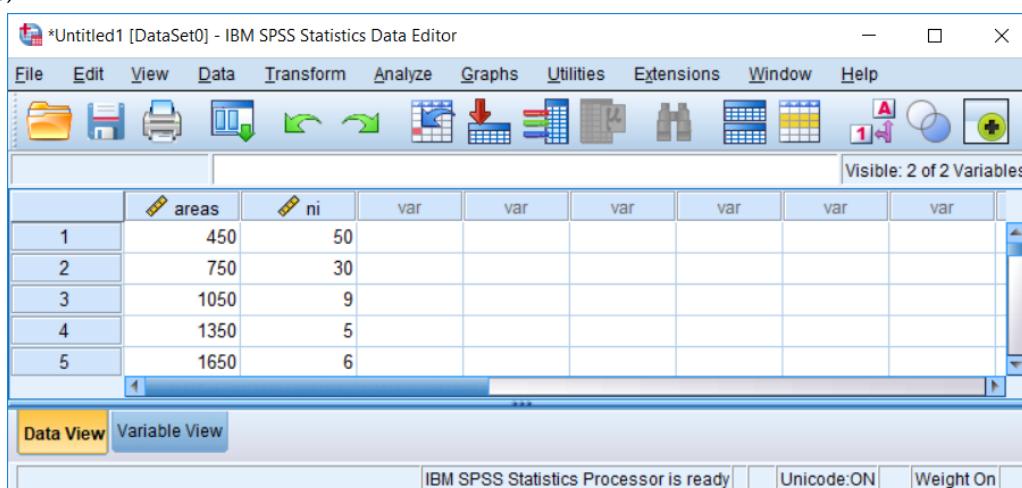 *Untitled1 [DataSet0] - IBM SPSS Statistics Data Editor
File Edit View Data Transform Analyze Graphs Utilities Extensions Window Help
Visible: 2 of 2 Variables
areas ni var var var var var var
1 450 50
2 750 30
3 1050 9
4 1350 5
5 1650 6
Data View Variable View
IBM SPSS Statistics Processor is ready Unicode:ON Weight On